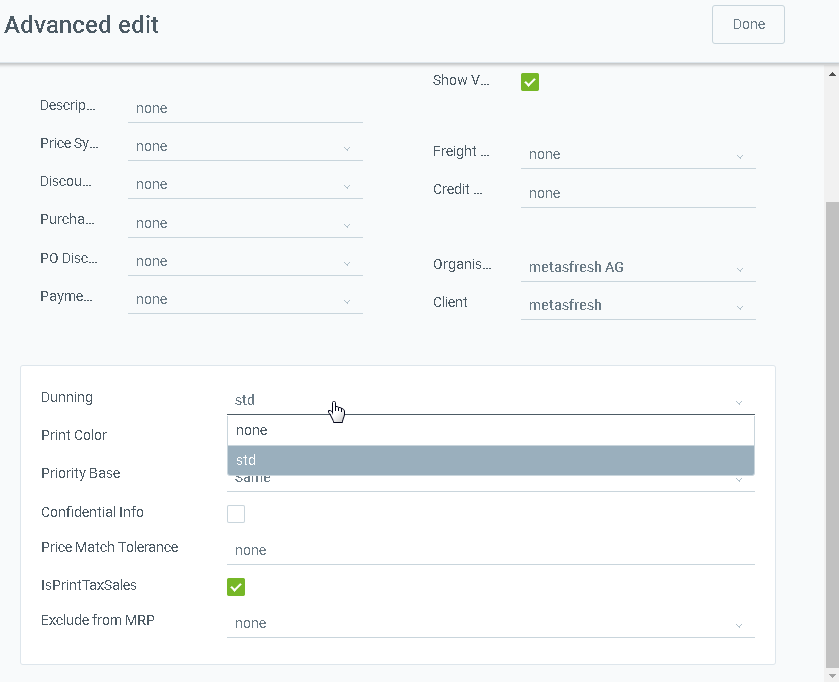 Advanced edit
Done
Show V...
Descrip... none
Price Sy... none
Freight ... none
Discou... none
Credit ... none
Purcha... none
PO Disc... none
Organis... metasfresh AG
Payme... none
Client metasfresh
Dunning std
none
Print Color
std
Priority Base Same
Confidential Info
Price Match Tolerance none
IsPrintTaxSales
Exclude from MRP none